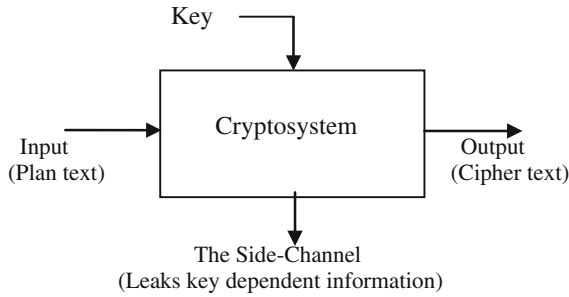 Key
Cryptosystem
Input
(Plan text)
Output
(Cipher text)
The Side-Channel
(Leaks key dependent information)